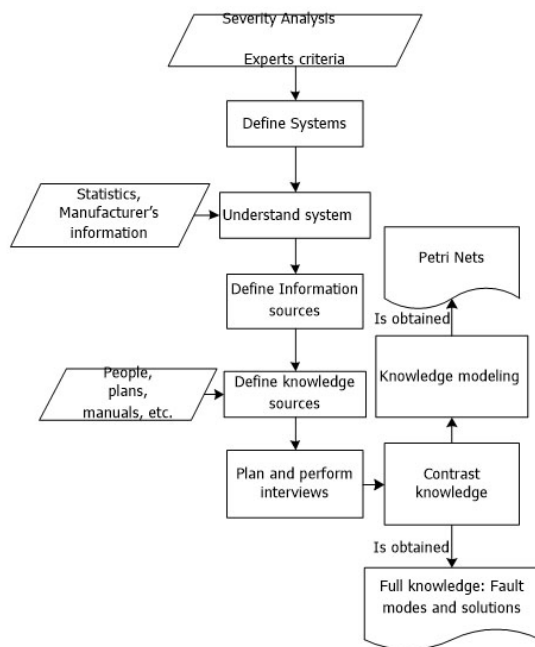 Severity Analysis
Experts criteria
Define Systems
Statistics,
Manufacturer's
information
Understand system
Define Information
sources
People,
plans,
manuals, etc.
Define knowledge
sources
Plan and perform
interviews
Contrast
knowledge
Knowledge modeling
Is obtained
Petri Nets
Is obtained
Full knowledge: Fault
modes and solutions